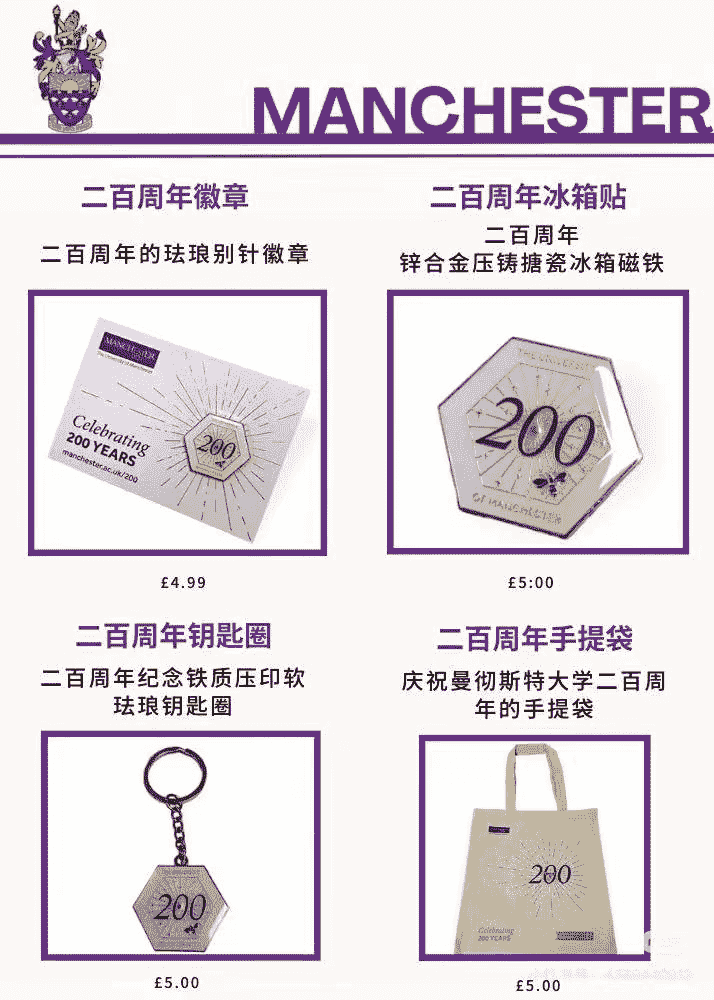 MANCHESTER
二百周年徽章
二百周年的珐琅别针徽章
MANCHESTER
The University of Manchester
Celebrating
200 YEARS
manchester.ac.uk/200
200
£4.99
二百周年冰箱贴
二百周年
锌合金压铸搪瓷冰箱磁铁
THE UNIVERSITY
200
OF MANCHESTER
£5:00
二百周年钥匙圈
二百周年纪念铁质压印软
珐琅钥匙圈
200
£5.00
二百周年手提袋
庆祝曼彻斯特大学二百周
年的手提袋
200
Celebrating
200 YEARS
£5.00